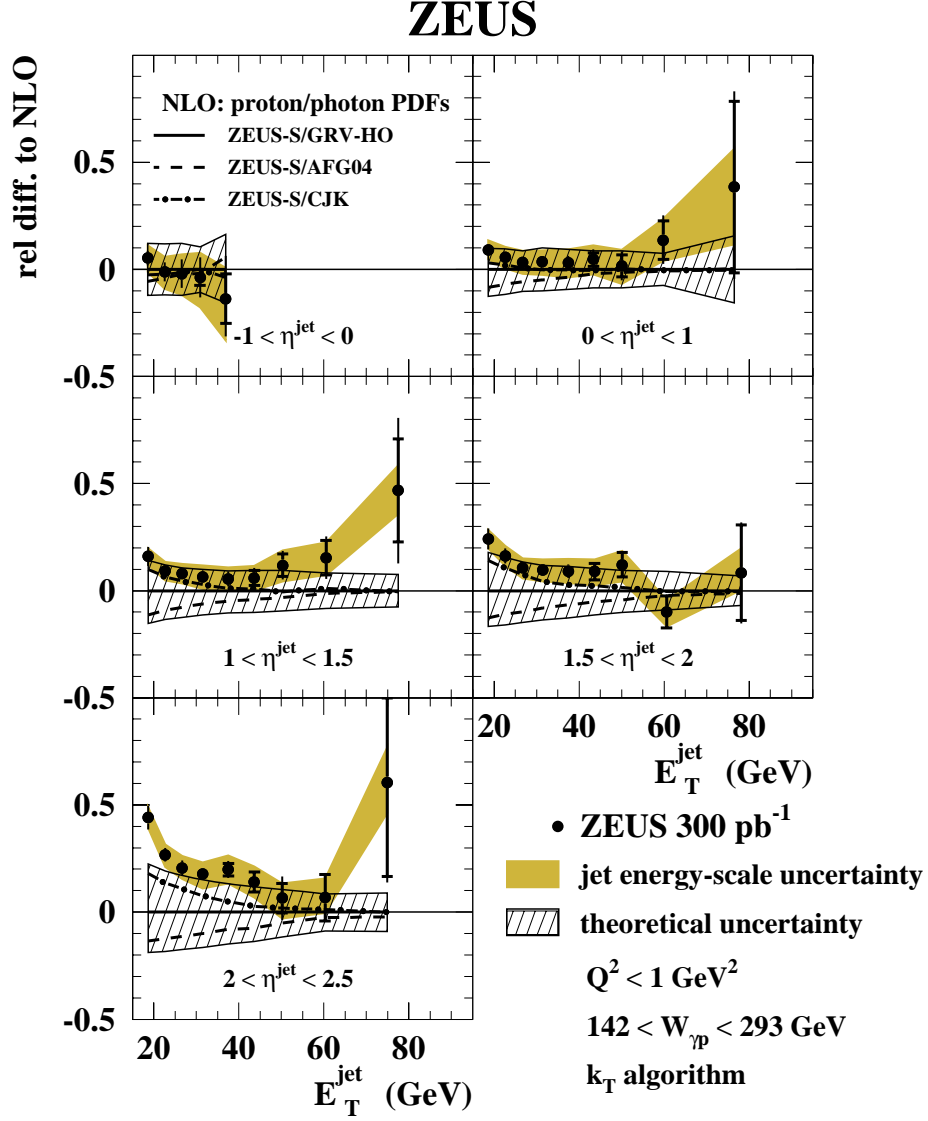 ZEUS
rel diff. to NLO
NLO: proton/photon PDFs
ZEUS-S/GRV-HO
ZEUS-S/AFG04
ZEUS-S/CJK
0.5
0
-0.5
-1 < η^jet < 0
0 < η^jet < 1
0.5
0
-0.5
1 < η^jet < 1.5
1.5 < η^jet < 2
20 40 60 80
E_T^jet (GeV)
0.5
0
-0.5
2 < η^jet < 2.5
20 40 60 80
E_T^jet (GeV)
ZEUS 300 pb^-1
jet energy-scale uncertainty
theoretical uncertainty
Q^2 < 1 GeV^2
142 < W_γp < 293 GeV
k_T algorithm